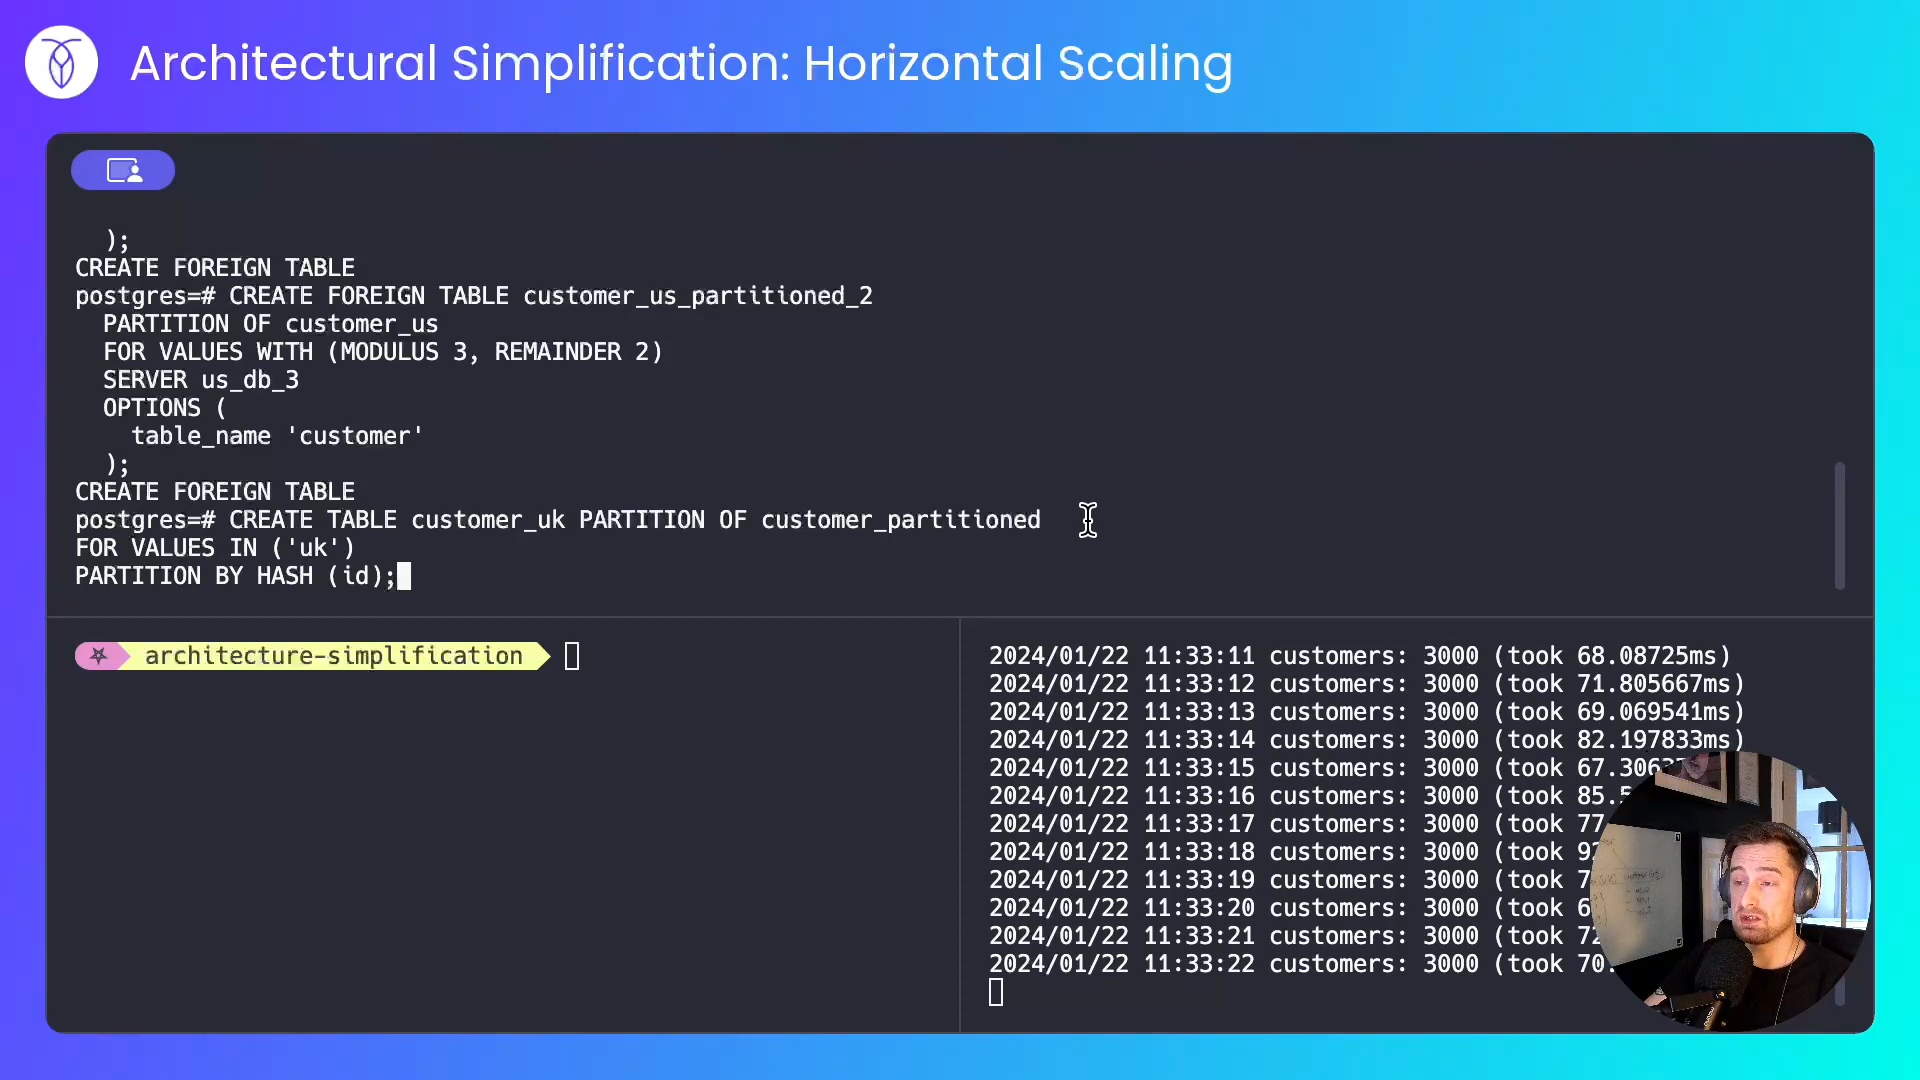 Architectural Simplification: Horizontal Scaling
);
CREATE FOREIGN TABLE
postgres=# CREATE FOREIGN TABLE customer_us_partitioned_2
PARTITION OF customer_us
FOR VALUES WITH (MODULUS 3, REMAINDER 2)
SERVER us_db_3
OPTIONS (
table_name 'customer'
);
CREATE FOREIGN TABLE
postgres=# CREATE TABLE customer_uk PARTITION OF customer_partitioned
FOR VALUES IN ('uk')
PARTITION BY HASH (id);
architecture-simplification
2024/01/22 11:33:11 customers: 3000 (took 68.08725ms)
2024/01/22 11:33:12 customers: 3000 (took 71.805667ms)
2024/01/22 11:33:13 customers: 3000 (took 69.069541ms)
2024/01/22 11:33:14 customers: 3000 (took 82.197833ms)
2024/01/22 11:33:15 customers: 3000 (took
2024/01/22 11:33:16 customers: 3000 (took
2024/01/22 11:33:17 customers: 3000 (took
2024/01/22 11:33:18 customers: 3000 (took
2024/01/22 11:33:19 customers: 3000 (took
2024/01/22 11:33:20 customers: 3000 (took
2024/01/22 11:33:21 customers: 3000 (took
2024/01/22 11:33:22 customers: 3000 (took